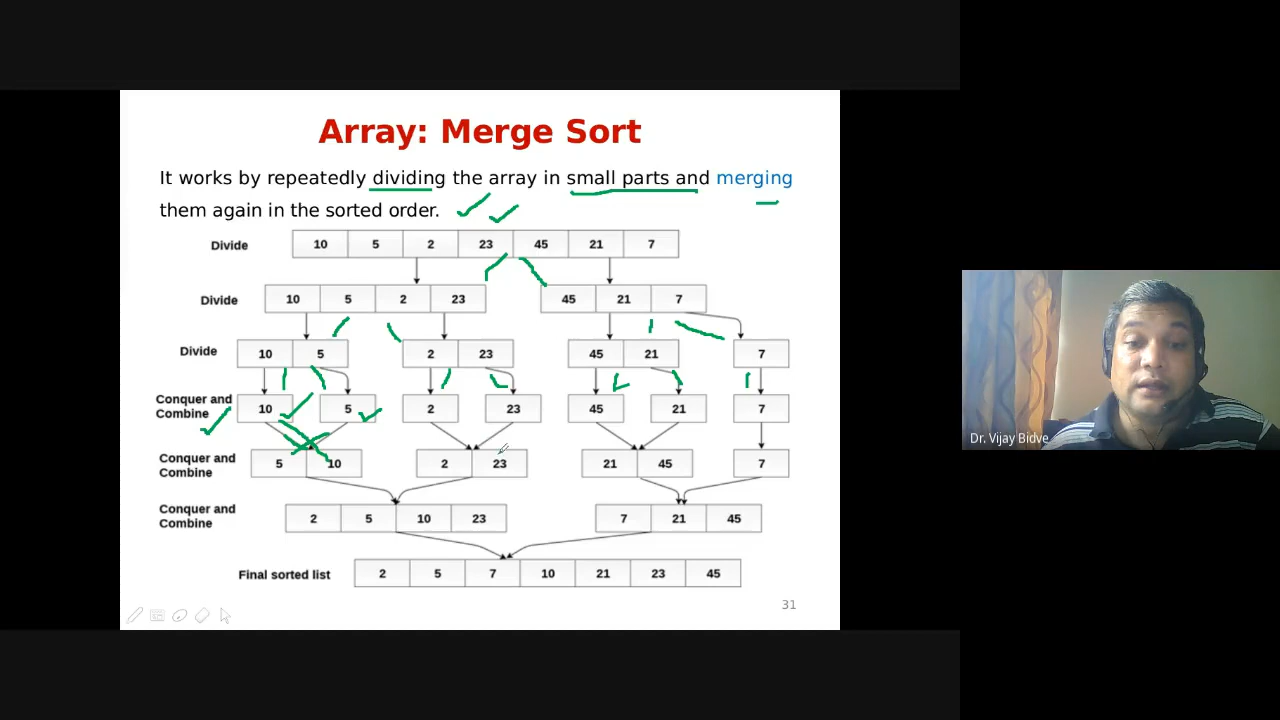 Array: Merge Sort
It works by repeatedly dividing the array in small parts and merging
them again in the sorted order.
Divide 10 5 2 23 45 21 7
Divide 10 5 2 23 45 21 7
Divide 10 5 2 23 45 21 7
Conquer and
Combine 10 5 2 23 45 21 7
Conquer and
Combine 5 10 2 23 21 45 7
Conquer and
Combine 2 5 10 23 7 21 45
Final sorted list 2 5 7 10 21 23 45
31
Dr. Vijay Bidve